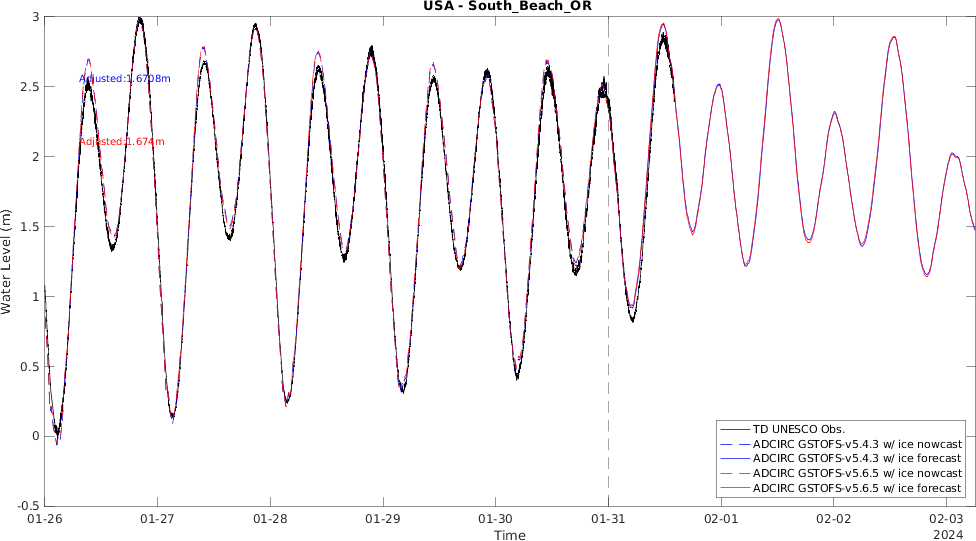 USA - South_Beach_OR
3
2.5
2
1.5
1
0.5
0
-0.5
Water Level (m)
Adjusted:1.6708m
Adjusted:1.674m
TD UNESCO Obs.
ADCIRC GSTOFS-v5.4.3 w/ ice nowcast
ADCIRC GSTOFS-v5.4.3 w/ ice forecast
ADCIRC GSTOFS-v5.6.5 w/ ice nowcast
ADCIRC GSTOFS-v5.6.5 w/ ice forecast
01-26 01-27 01-28 01-29 01-30 01-31 02-01 02-02 02-03
Time
2024